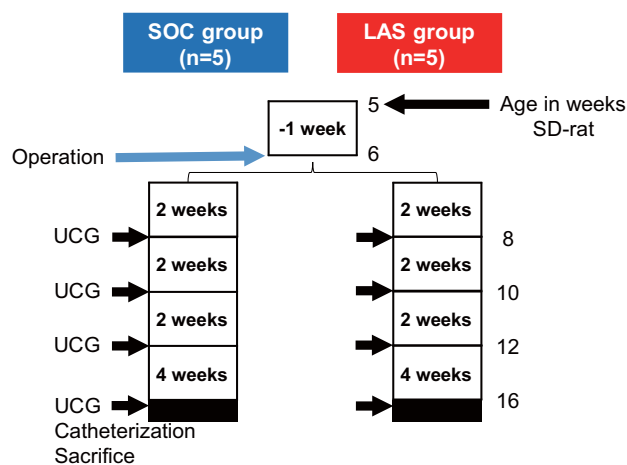 SOC group
(n=5)
LAS group
(n=5)
-1 week
5
Age in weeks
SD-rat
Operation
6
2 weeks
2 weeks
UCG
8
2 weeks
2 weeks
UCG
10
2 weeks
2 weeks
UCG
12
4 weeks
4 weeks
UCG
16
Catheterization
Sacrifice